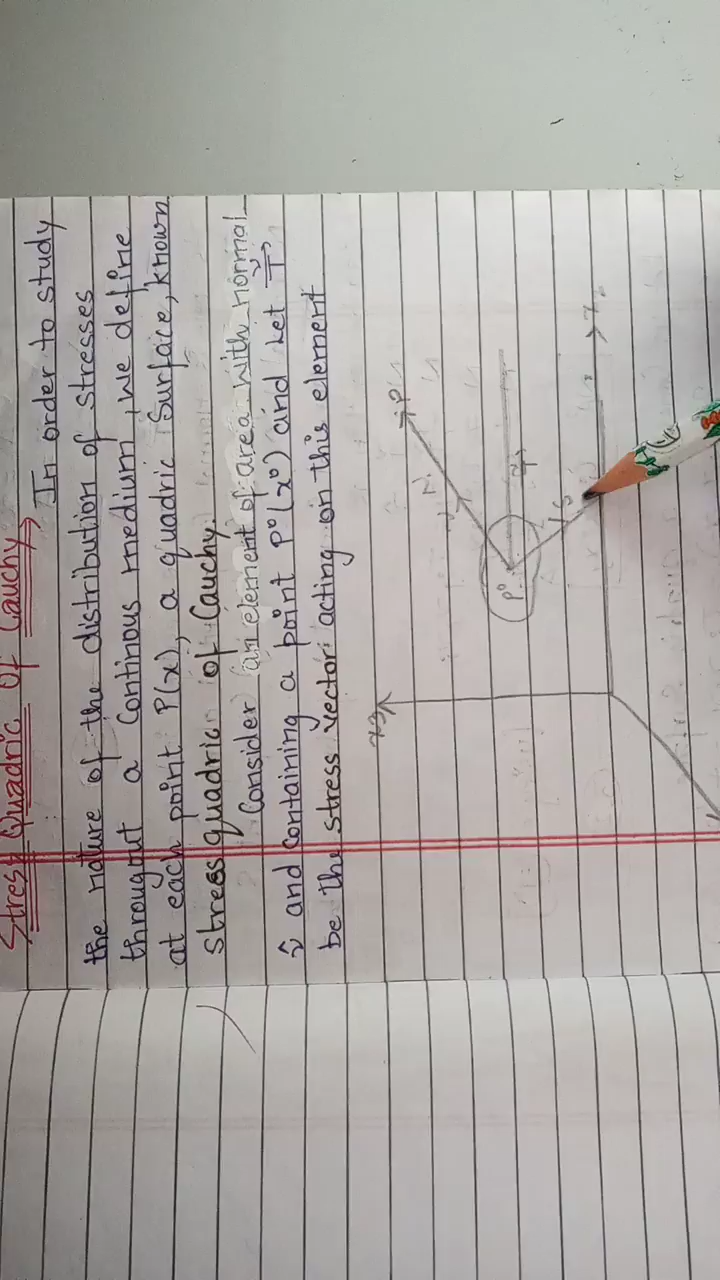 Stress Quadric Of Cauchy →
In order to study
the nature of the distribution of stresses
througout a Continous medium, we define
at each point P(x), a quadric Surface, known
stress quadric of Cauchy.
Consider an element of area with normal
ν̂ and containing a point P°(x°) and Let T
be the stress vector acting on this element
P
N
P°
S
x₃